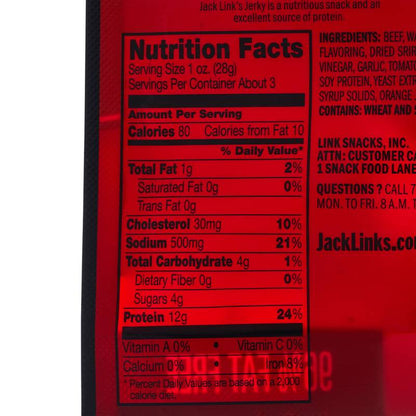 Jack Link's Jerky is a nutritious snack and an
excellent source of protein.
Nutrition Facts
Serving Size 1 oz. (28g)
Servings Per Container About 3
Amount Per Serving
Calories 80 Calories from Fat 10
% Daily Value*
Total Fat 1g 2%
Saturated Fat 0g 0%
Trans Fat 0g
Cholesterol 30mg 10%
Sodium 500mg 21%
Total Carbohydrate 4g 1%
Dietary Fiber 0g 0%
Sugars 4g
Protein 12g 24%
Vitamin A 0% • Vitamin C 0%
Calcium 0% • Iron 8%
* Percent Daily Values are based on a 2,000
calorie diet.
INGREDIENTS: BEEF,
FLAVORING, DRIED
VINEGAR, GARLIC,
SOY PROTEIN, YEAST
SYRUP SOLIDS, ORANGE
CONTAINS: WHEAT AND
LINK SNACKS, INC.
ATTN: CUSTOMER
1 SNACK FOOD LANE
QUESTIONS ? CALL
MON. TO FRI. 8 A.M.
JackLinks.co